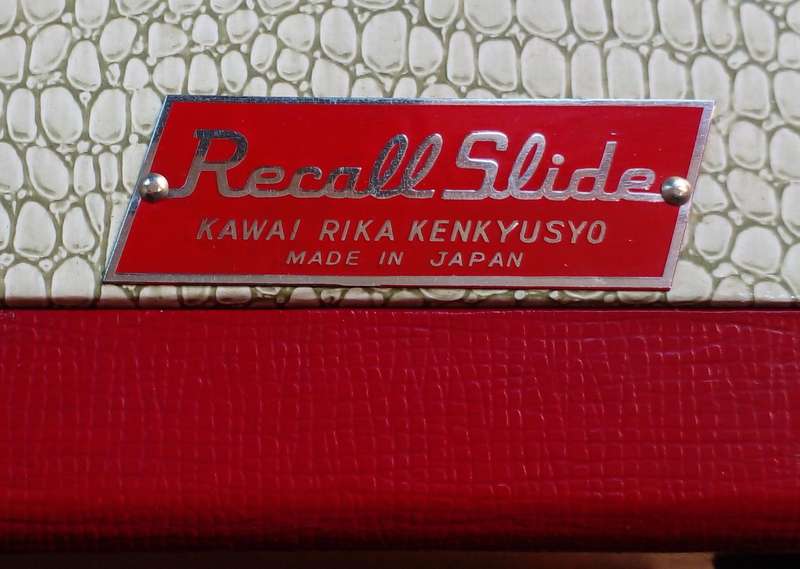 Recall Slide
KAWAI RIKA KENKYUSYO
MADE IN JAPAN